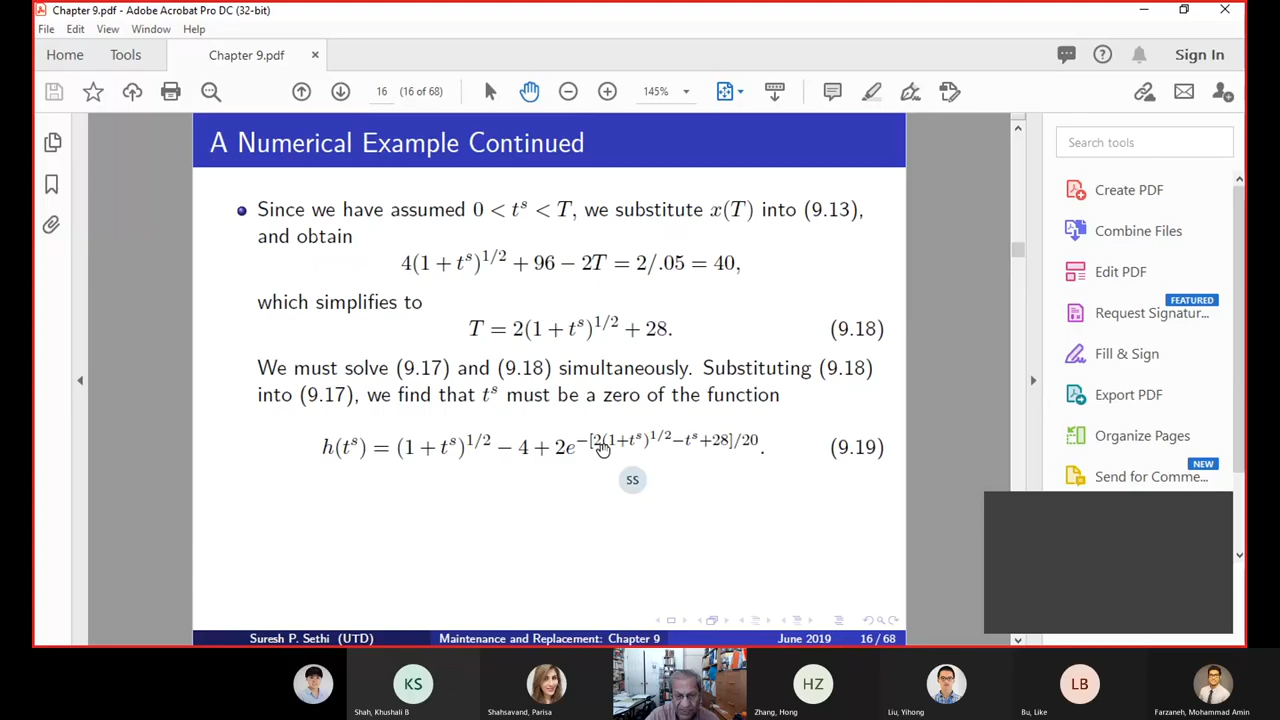 Chapter 9.pdf - Adobe Acrobat Pro DC (32-bit)
File Edit View Window Help
Home Tools Chapter 9.pdf × Sign In
16 (16 of 68) 145%
A Numerical Example Continued
Since we have assumed 0 < t^s < T, we substitute x(T) into (9.13),
and obtain
4(1 + t^s)^{1/2} + 96 − 2T = 2/.05 = 40,
which simplifies to
T = 2(1 + t^s)^{1/2} + 28. (9.18)
We must solve (9.17) and (9.18) simultaneously. Substituting (9.18)
into (9.17), we find that t^s must be a zero of the function
h(t^s) = (1 + t^s)^{1/2} − 4 + 2e^{−[2(1+t^s)^{1/2}−t^s+28]/20}. (9.19)
SS
Suresh P. Sethi (UTD) Maintenance and Replacement: Chapter 9 June 2019 16 / 68
Search tools
Create PDF
Combine Files
Edit PDF
FEATURED
Request Signatur...
Fill & Sign
Export PDF
Organize Pages
NEW
Send for Comme...
KS HZ LB
Shah, Khushali B Shahsavand, Parisa Zhang, Hong Liu, Yihong Bu, Like Farzaneh, Mohammad Amin